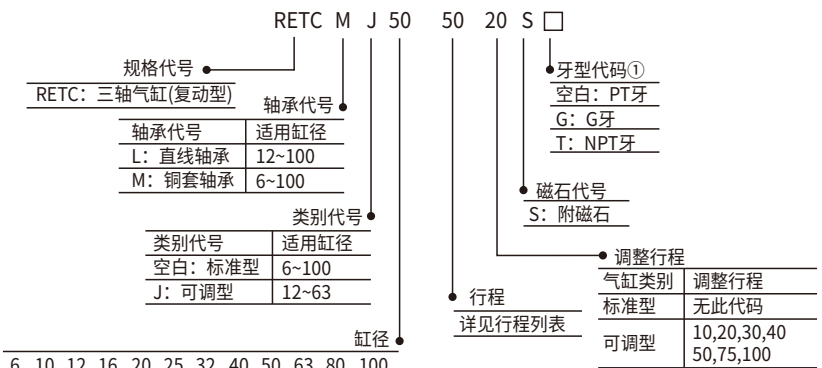 RETC M J 50 50 20 S □
规格代号
RETC：三轴气缸(复动型)
轴承代号
轴承代号 适用缸径
L：直线轴承 12~100
M：铜套轴承 6~100
类别代号
类别代号 适用缸径
空白：标准型 6~100
J：可调型 12~63
缸径
6 10 12 16 20 25 32 40 50 63 80 100
行程
详见行程列表
调整行程
气缸类别 调整行程
标准型 无此代码
可调型 10,20,30,40
50,75,100
磁石代号
S：附磁石
牙型代码①
空白：PT牙
G：G牙
T：NPT牙